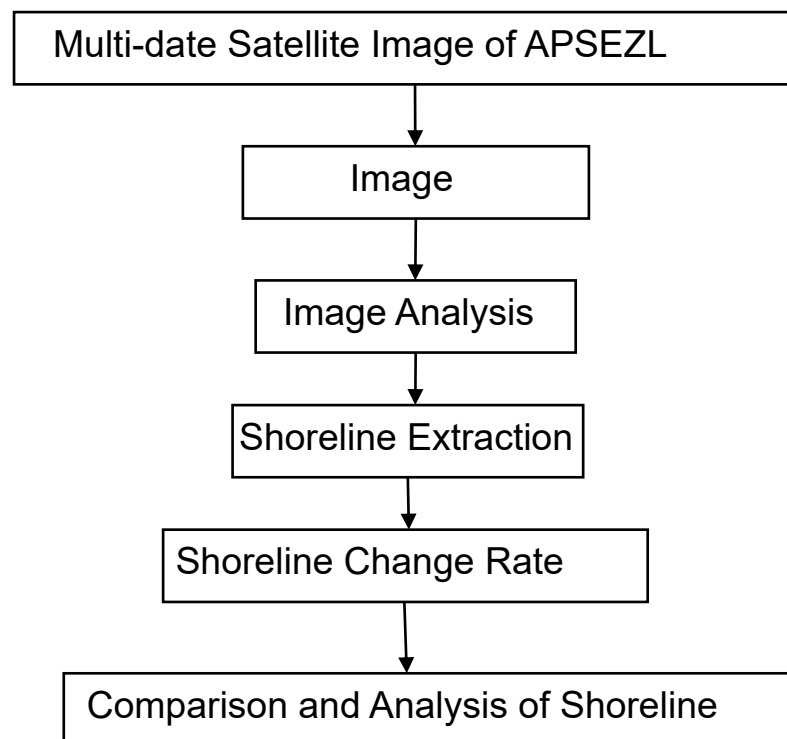 Multi-date Satellite Image of APSEZL
Image
Image Analysis
Shoreline Extraction
Shoreline Change Rate
Comparison and Analysis of Shoreline